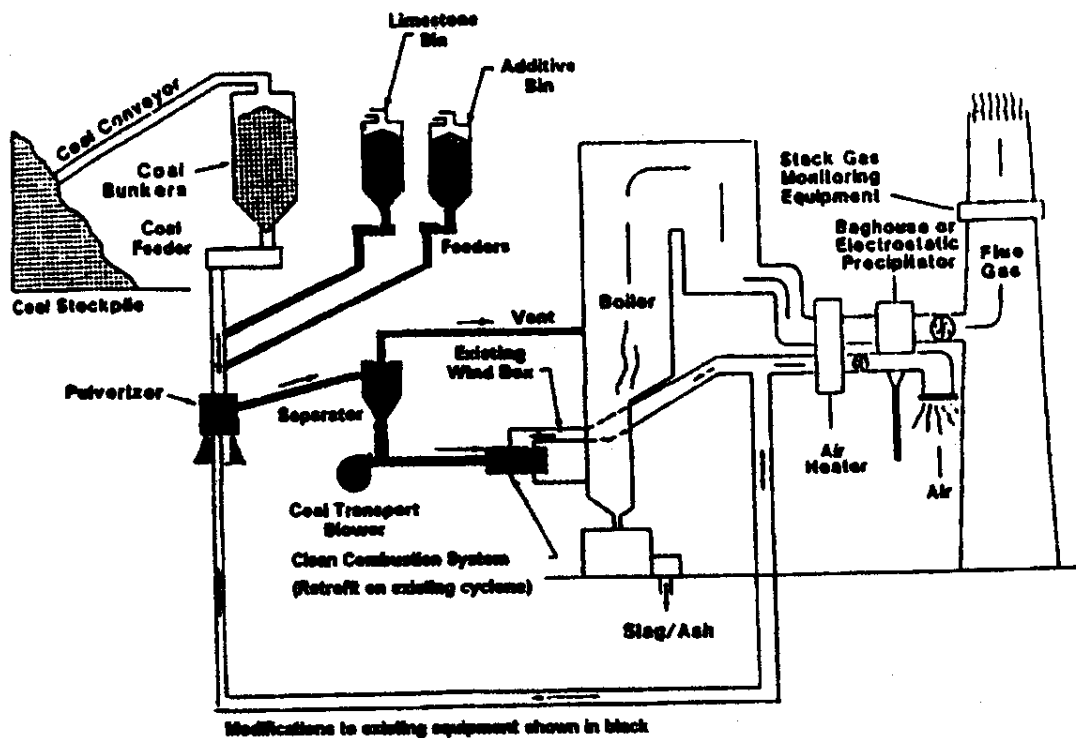 Limestone
Bin
Additive
Bin
Coal Conveyor
Coal
Bunkers
Coal
Feeder
Feeders
Coal Stockpile
Stack Gas
Monitoring
Equipment
Baghouse or
Electrostatic
Precipitator
Flue
Gas
Boiler
Vent
Existing
Wind Box
Pulverizer
Separator
Air
Heater
Air
Coal Transport
Blower
Clean Combustion System
(Retrofit on existing cyclone)
Slag/Ash
Modifications to existing equipment shown in black